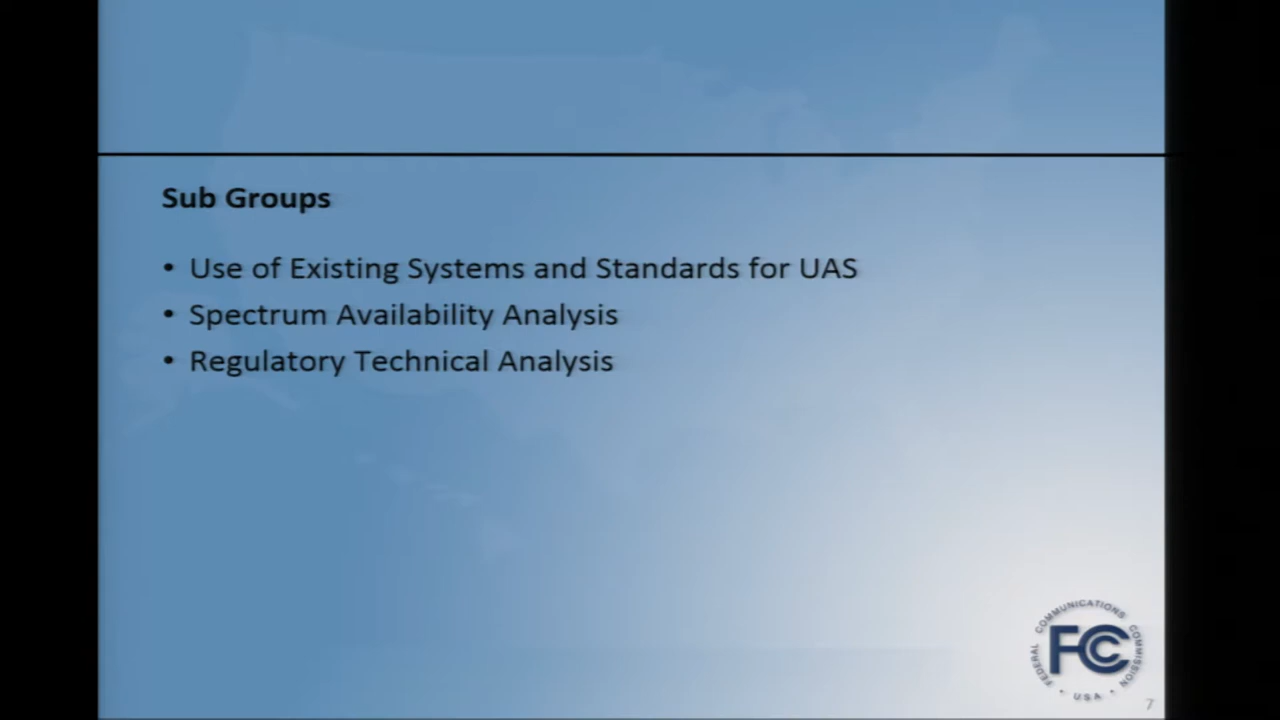 Sub Groups
• Use of Existing Systems and Standards for UAS
• Spectrum Availability Analysis
• Regulatory Technical Analysis
FEDERAL COMMUNICATIONS COMMISSION
FCC
• USA •
7